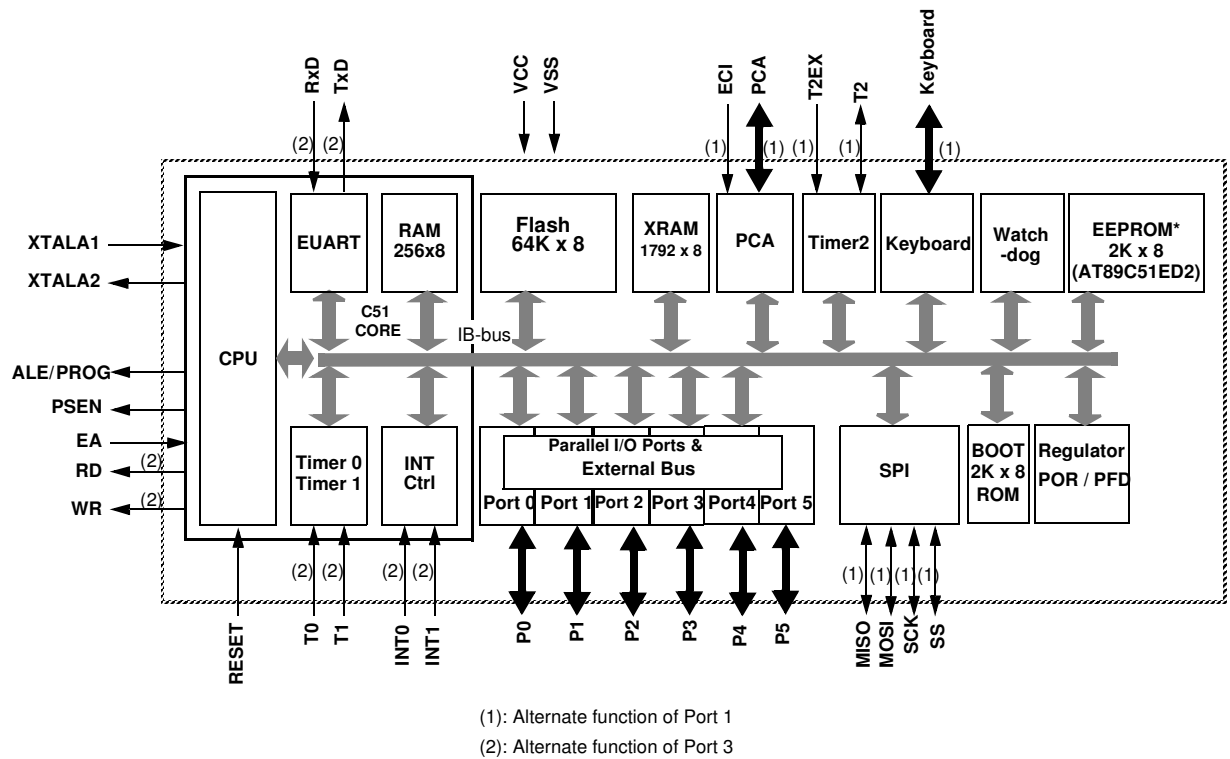 RxD
TxD
VCC
VSS
ECI
PCA
T2EX
T2
Keyboard
(2)
(2)
(1)
(1)
(1)
(1)
(1)
XTALA1
XTALA2
ALE/PROG
PSEN
EA
RD
(2)
WR
(2)
CPU
EUART
RAM
256x8
C51
CORE
IB-bus
Flash
64K x 8
XRAM
1792 x 8
PCA
Timer2
Keyboard
Watch
-dog
EEPROM*
2K x 8
(AT89C51ED2)
Timer 0
Timer 1
INT
Ctrl
Parallel I/O Ports &
External Bus
Port 0
Port 1
Port 2
Port 3
Port4
Port 5
SPI
BOOT
2K x 8
ROM
Regulator
POR / PFD
(2)
(2)
(2)
(2)
(1)
(1)
(1)
(1)
RESET
T0
T1
INT0
INT1
P0
P1
P2
P3
P4
P5
MISO
MOSI
SCK
SS
(1): Alternate function of Port 1
(2): Alternate function of Port 3